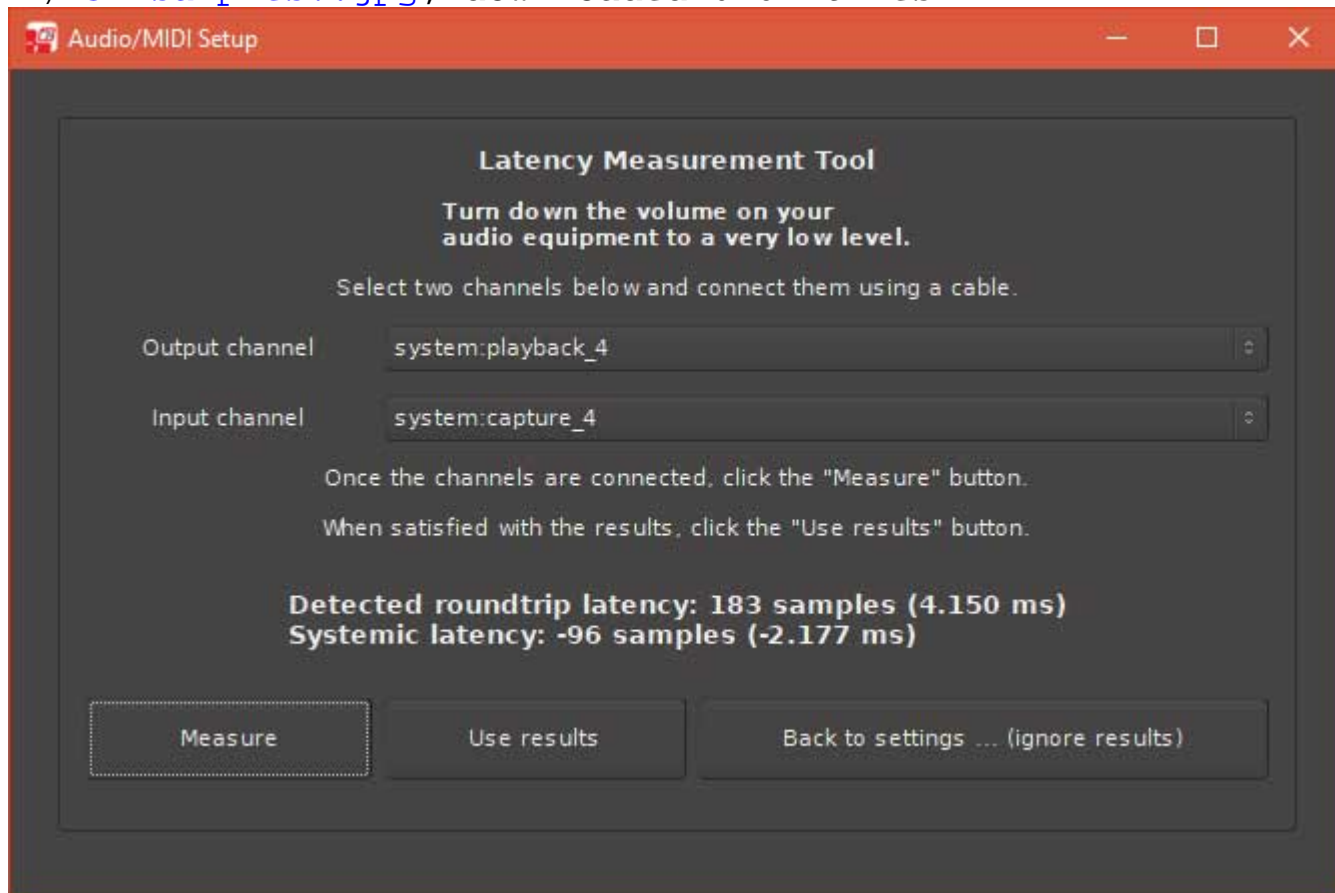 Audio/MIDI Setup
Latency Measurement Tool
Turn down the volume on your
audio equipment to a very low level.
Select two channels below and connect them using a cable.
Output channel system:playback_4
Input channel system:capture_4
Once the channels are connected, click the "Measure" button.
When satisfied with the results, click the "Use results" button.
Detected roundtrip latency: 183 samples (4.150 ms)
Systemic latency: -96 samples (-2.177 ms)
Measure Use results Back to settings ... (ignore results)